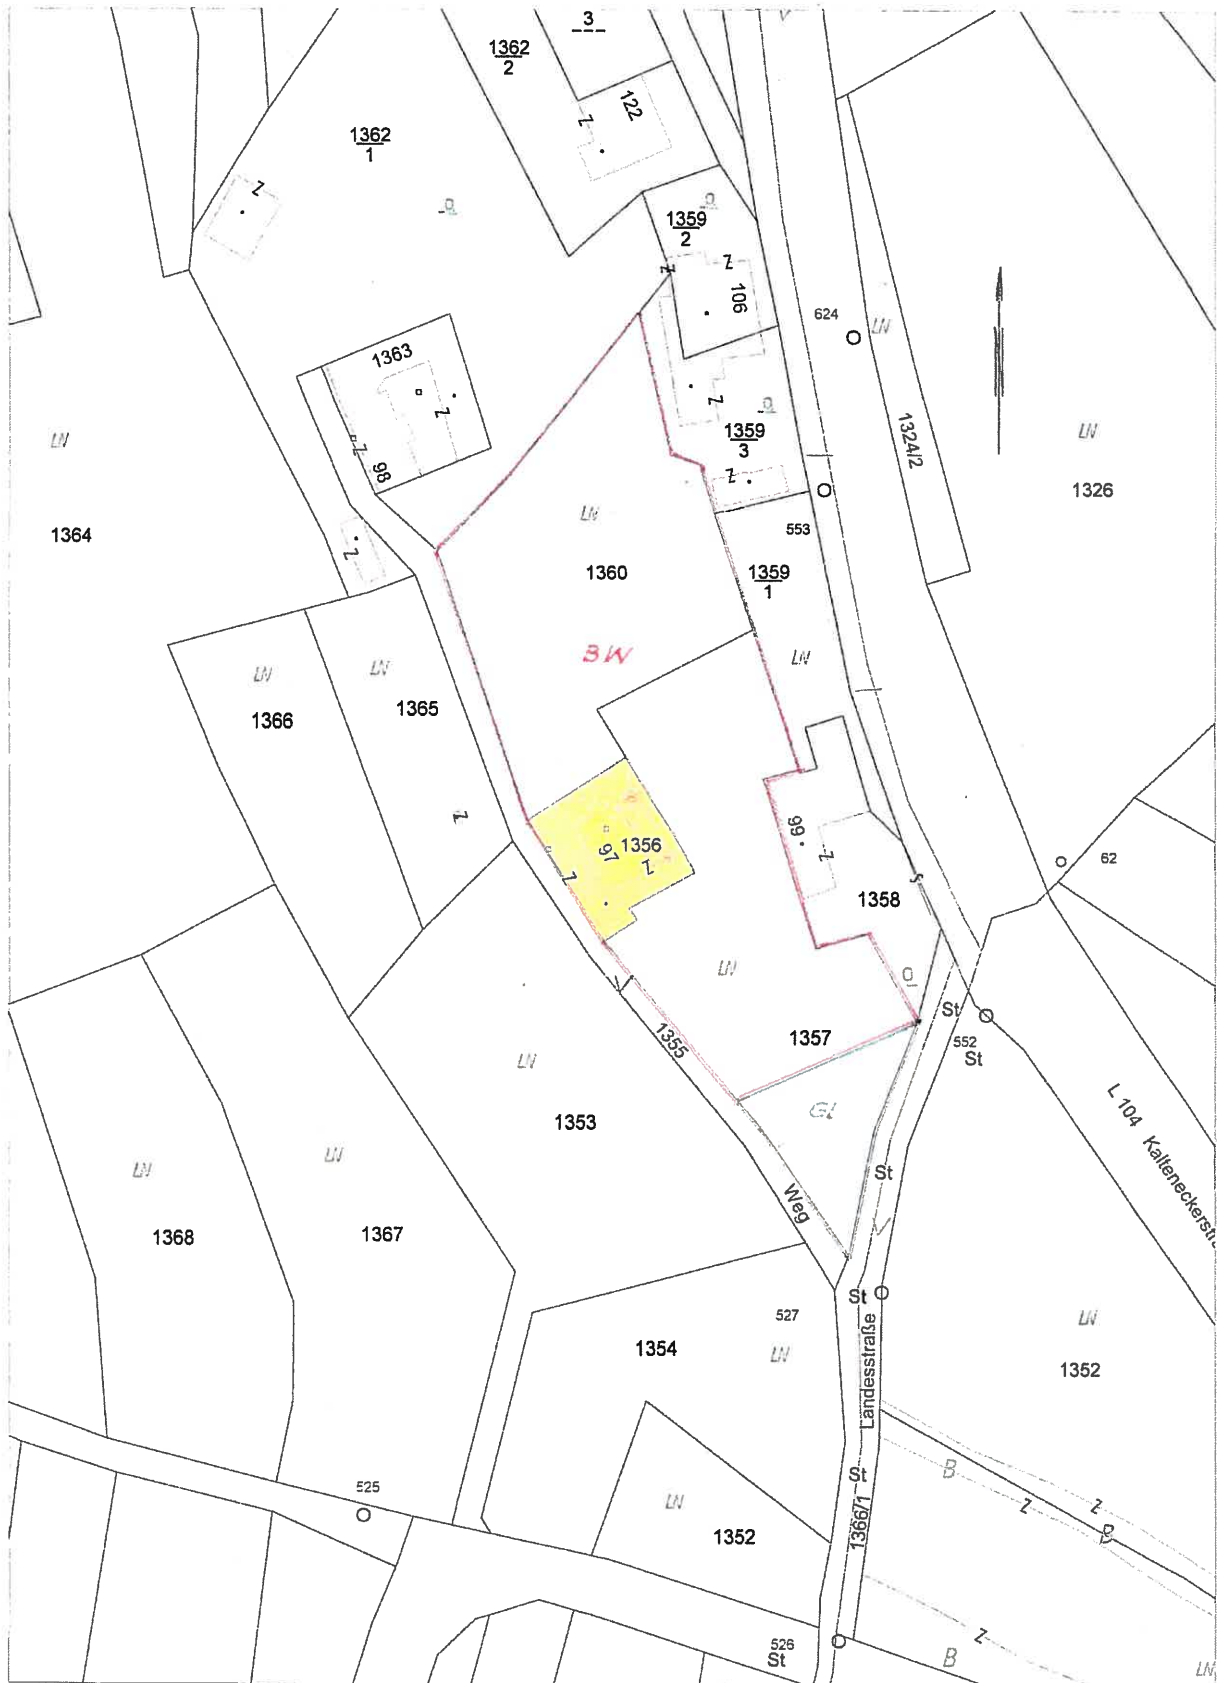 3
1362
2
122
Z
1362
1
Z
1359
2
Z
Z
106
624
LN
1363
Z
Z
98
Z
1359
3
Z
1324/2
LN
LN
1326
1364
LN
553
1360
1359
1
Z
BW
LN
LN
LN
1366
1365
Z
1356
97
Z
Z
99
Z
62
1358
S
LN
O
St
552
St
1355
1357
LN
1353
GL
L 104 Kalteneckerstr
LN
LN
St
Weg
1368
1367
St
527
1354
LN
Landesstraße
LN
1352
B
St
525
LN
1352
1366/1
Z
Z
B
Z
526
St
B
LN